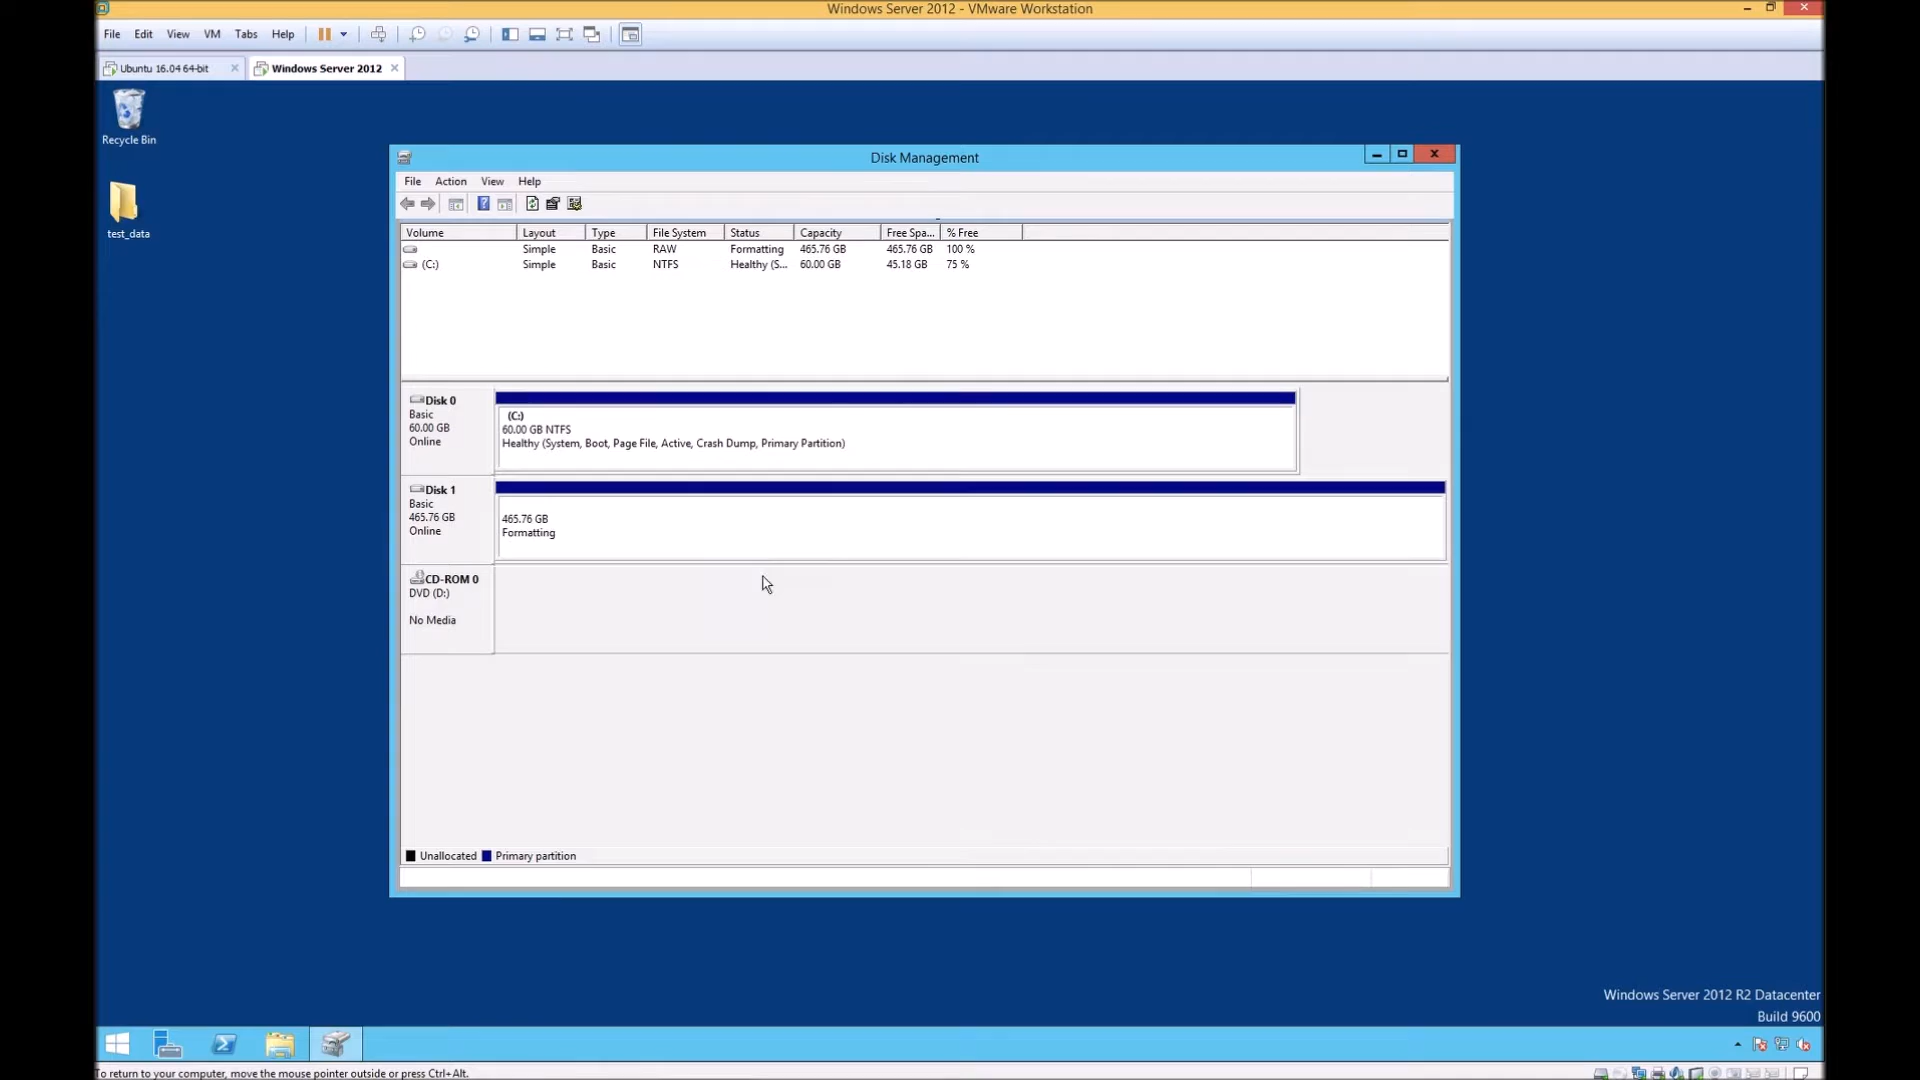 Windows Server 2012 - VMware Workstation
File Edit View VM Tabs Help
Ubuntu 16.04 64-bit
Windows Server 2012
Recycle Bin
test_data
Disk Management
File Action View Help
Volume Layout Type File System Status Capacity Free Spa... % Free
Simple Basic RAW Formatting 465.76 GB 465.76 GB 100 %
(C:) Simple Basic NTFS Healthy (S... 60.00 GB 45.18 GB 75 %
Disk 0
Basic
60.00 GB
Online
(C:)
60.00 GB NTFS
Healthy (System, Boot, Page File, Active, Crash Dump, Primary Partition)
Disk 1
Basic
465.76 GB
Online
465.76 GB
Formatting
CD-ROM 0
DVD (D:)
No Media
Unallocated Primary partition
Windows Server 2012 R2 Datacenter
Build 9600
To return to your computer, move the mouse pointer outside or press Ctrl+Alt.